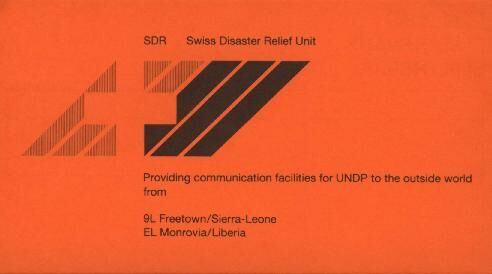 SDR Swiss Disaster Relief Unit
Providing communication facilities for UNDP to the outside world
from
9L Freetown/Sierra-Leone
EL Monrovia/Liberia